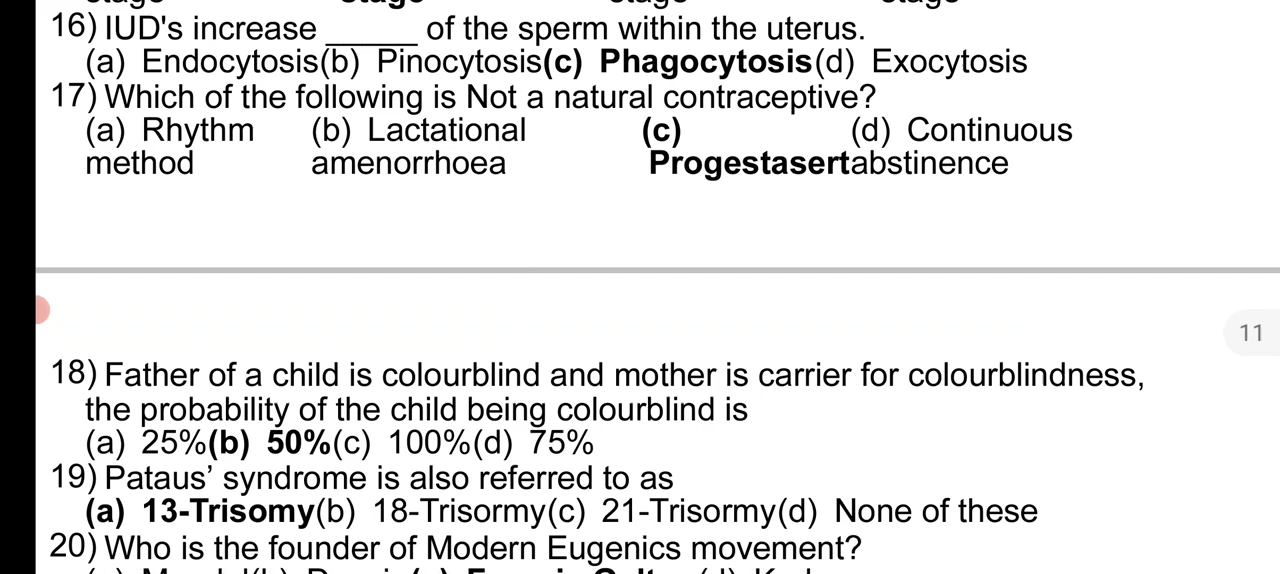 16) IUD's increase _____ of the sperm within the uterus.
(a) Endocytosis(b) Pinocytosis(c) Phagocytosis(d) Exocytosis
17) Which of the following is Not a natural contraceptive?
(a) Rhythm (b) Lactational (c) (d) Continuous
method amenorrhoea Progestasertabstinence
11
18) Father of a child is colourblind and mother is carrier for colourblindness,
the probability of the child being colourblind is
(a) 25%(b) 50%(c) 100%(d) 75%
19) Pataus’ syndrome is also referred to as
(a) 13-Trisomy(b) 18-Trisormy(c) 21-Trisormy(d) None of these
20) Who is the founder of Modern Eugenics movement?